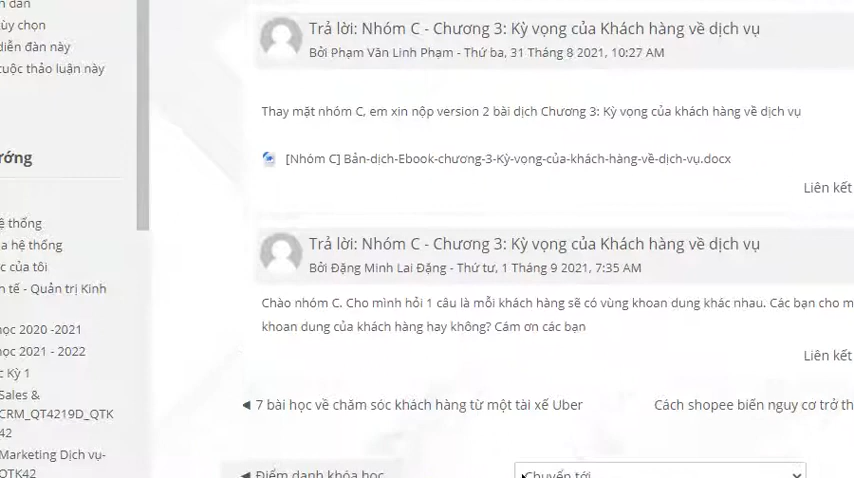 n đàn
tùy chọn
diễn đàn này
cuộc thảo luận này
ướng
ệ thống
a hệ thống
c của tôi
n tế - Quản trị Kinh
học 2020 -2021
học 2021 - 2022
c Kỳ 1
Sales &
CRM_QT4219D_QTK
42
Marketing Dịch vụ-
QTK42
Trả lời: Nhóm C - Chương 3: Kỳ vọng của Khách hàng về dịch vụ
Bởi Phạm Văn Linh Phạm - Thứ ba, 31 Tháng 8 2021, 10:27 AM
Thay mặt nhóm C, em xin nộp version 2 bài dịch Chương 3: Kỳ vọng của khách hàng về dịch vụ
[Nhóm C] Bản-dịch-Ebook-chương-3-Kỳ-vọng-của-khách-hàng-về-dịch-vụ.docx
Liên kết
Trả lời: Nhóm C - Chương 3: Kỳ vọng của Khách hàng về dịch vụ
Bởi Đặng Minh Lai Đặng - Thứ tư, 1 Tháng 9 2021, 7:35 AM
Chào nhóm C. Cho mình hỏi 1 câu là mỗi khách hàng sẽ có vùng khoan dung khác nhau. Các bạn cho m
khoan dung của khách hàng hay không? Cám ơn các bạn
Liên kết
◄ 7 bài học về chăm sóc khách hàng từ một tài xế Uber
Cách shopee biến nguy cơ trở th
◄ Điểm danh khóa học
Chuyển tới